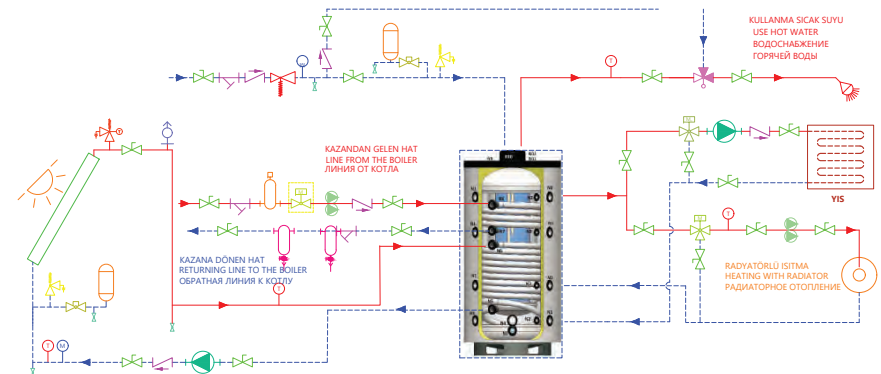 KULLANMA SICAK SUYU
USE HOT WATER
ВОДОСНАБЖЕНИЕ
ГОРЯЧЕЙ ВОДЫ
T
T
KAZANDAN GELEN HAT
LINE FROM THE BOILER
ЛИНИЯ ОТ КОТЛА
M
M
YIS
KAZANA DÖNEN HAT
RETURNING LINE TO THE BOILER
ОБРАТНАЯ ЛИНИЯ К КОТЛУ
M
T
RADYATÖRLÜ ISITMA
HEATING WITH RADIATOR
РАДИАТОРНОЕ ОТОПЛЕНИЕ
T
T
M